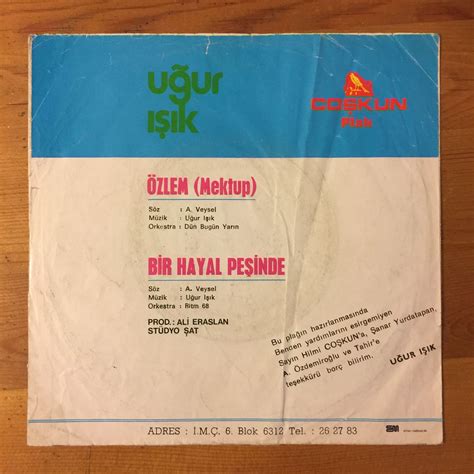 uğur
ışık
COŞKUN
Plak
ÖZLEM (Mektup)
Söz : A. Veysel
Müzik : Uğur Işık
Orkestra : Dün Bugün Yarın
BİR HAYAL PEŞİNDE
Söz : A. Veysel
Müzik : Uğur Işık
Orkestra : Ritm 68
PROD.: ALİ ERASLAN
STÜDYO ŞAT
Bu plağın hazırlanmasında
Benden yardımlarını esirgemiyen
Sayın Hilmi COŞKUN'a, Şanar Yurdatapan,
A. Özdemiroğlu ve Tahir'e
teşekkürü borç bilirim.
UĞUR IŞIK
ADRES : İ.M.Ç. 6. Blok 6312 Tel. : 26 27 83